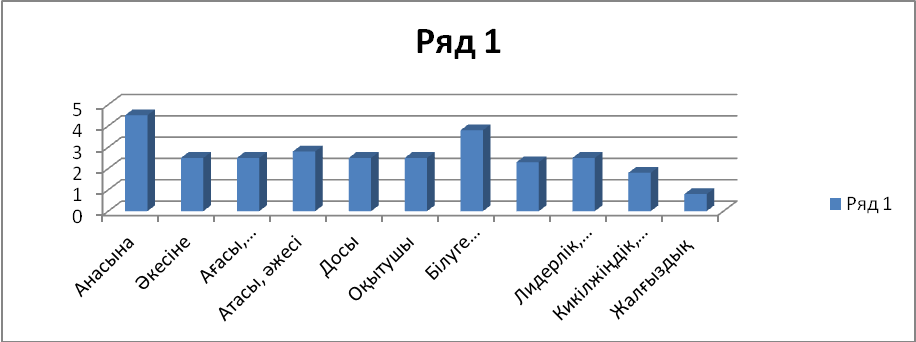 Ряд 1
5
4
3
2
1
0
Анасына
Әкесіне
Ағасы,...
Атасы, әжесі
Досы
Оқытушы
Білуге...
Лидерлік,...
Кикілжіңдік,...
Жалғыздық
Ряд 1